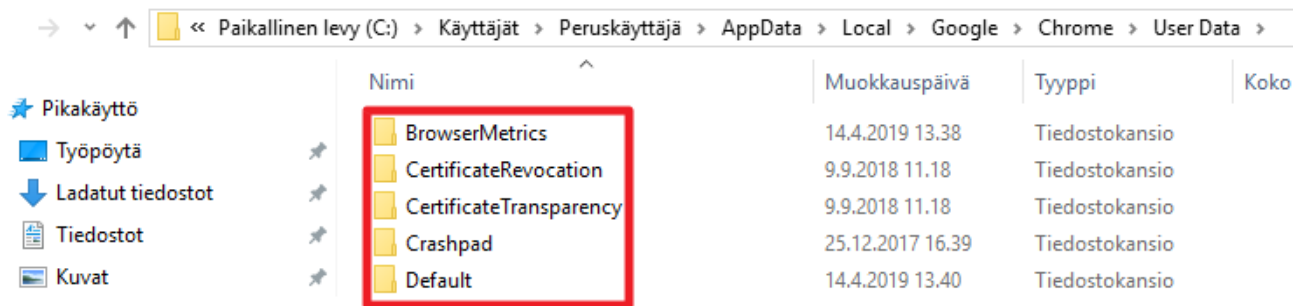 « Paikallinen levy (C:) > Käyttäjät > Peruskäyttäjä > AppData > Local > Google > Chrome > User Data >
Nimi Muokkauspäivä Tyyppi Koko
Pikakäyttö
Työpöytä
Ladatut tiedostot
Tiedostot
Kuvat
BrowserMetrics 14.4.2019 13.38 Tiedostokansio
CertificateRevocation 9.9.2018 11.18 Tiedostokansio
CertificateTransparency 9.9.2018 11.18 Tiedostokansio
Crashpad 25.12.2017 16.39 Tiedostokansio
Default 14.4.2019 13.40 Tiedostokansio